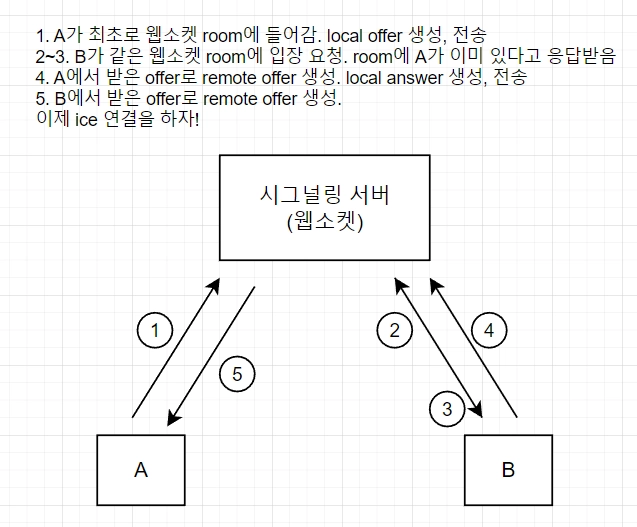 1. A가 최초로 웹소켓 room에 들어감. local offer 생성, 전송
2~3. B가 같은 웹소켓 room에 입장 요청. room에 A가 이미 있다고 응답받음
4. A에서 받은 offer로 remote offer 생성. local answer 생성, 전송
5. B에서 받은 offer로 remote offer 생성.
이제 ice 연결을 하자!
시그널링 서버
(웹소켓)
1
2
4
5
3
A
B